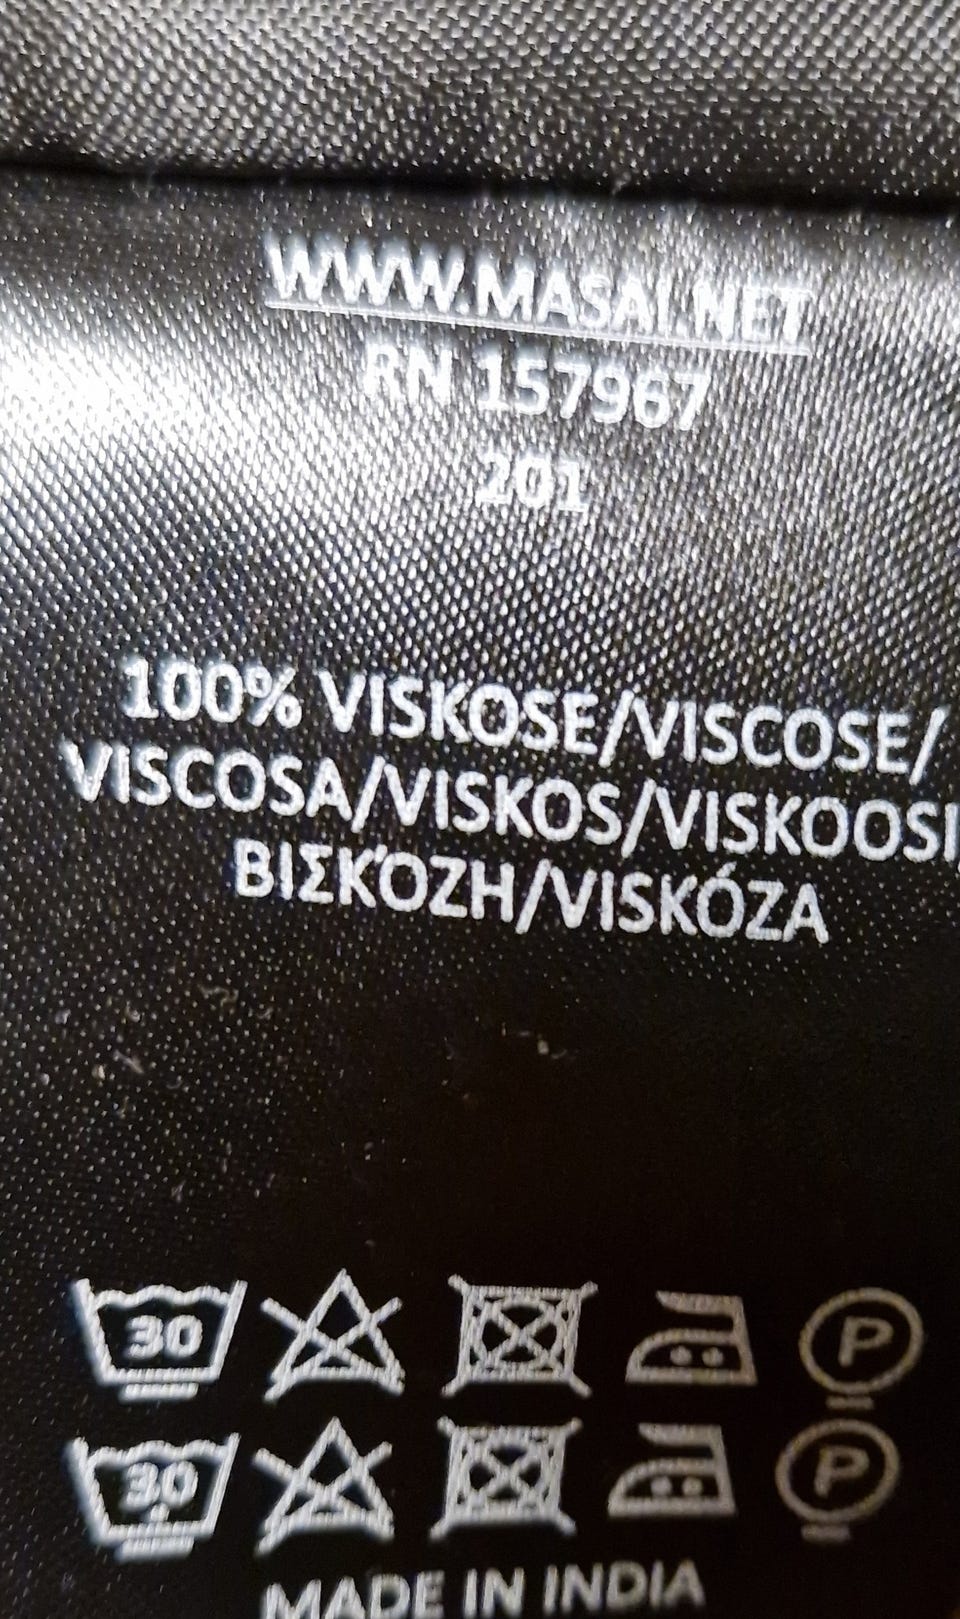 WWW.MASAI.NET
RN 157967
201
100% VISKOSE/VISCOSE/
VISCOSA/VISKOS/VISKOOSI/
ΒΙΣΚΌΖΗ/VISKÓZA
30 P
30 P
MADE IN INDIA